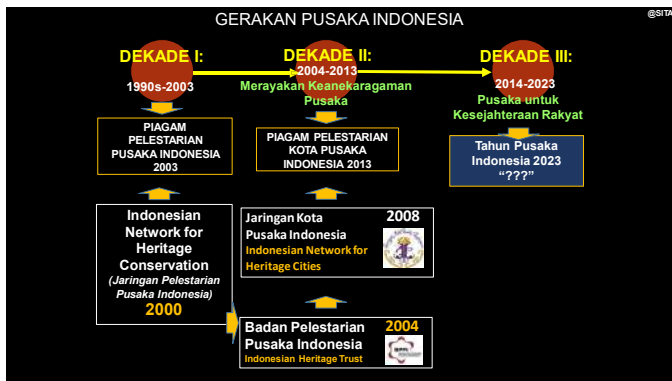 GERAKAN PUSAKA INDONESIA
@SITA
DEKADE I:
1990s-2003
DEKADE II:
2004-2013
Merayakan Keanekaragaman
Pusaka
DEKADE III:
2014-2023
Pusaka untuk
Kesejahteraan Rakyat
PIAGAM
PELESTARIAN
PUSAKA INDONESIA
2003
PIAGAM PELESTARIAN
KOTA PUSAKA
INDONESIA 2013
Tahun Pusaka
Indonesia 2023
“???”
Indonesian
Network for
Heritage
Conservation
(Jaringan Pelestarian
Pusaka Indonesia)
2000
Jaringan Kota 2008
Pusaka Indonesia
Indonesian Network for
Heritage Cities
Badan Pelestarian 2004
Pusaka Indonesia
Indonesian Heritage Trust